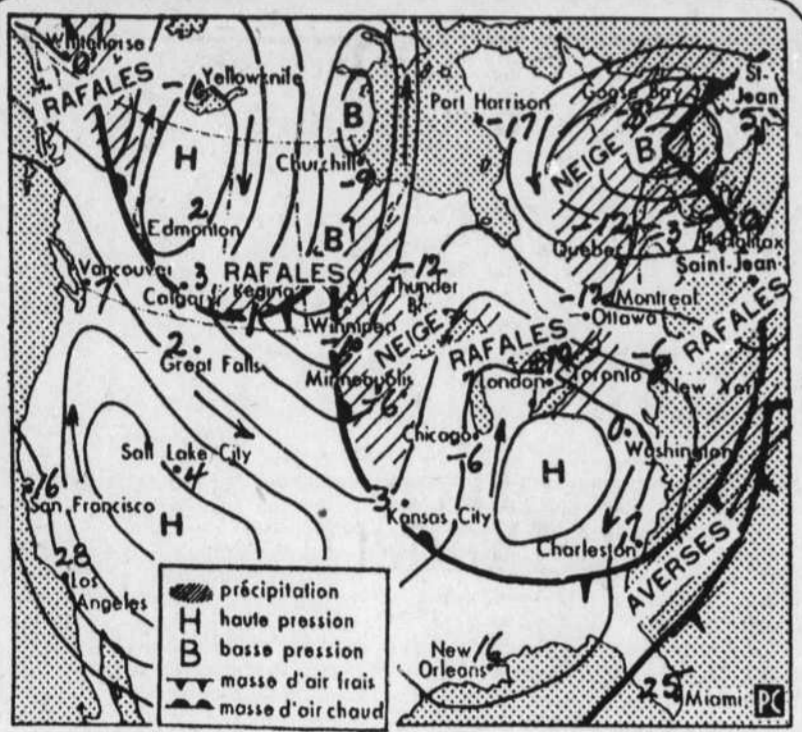 Whitehorse
RAFALES
-16 Yellowknife
Port Harrison
-17
Goose Bay
-8
St-Jean
B
H
Churchill
-9
NEIGE
B
2
Edmonton
B
-12
Quebec
-3
Halifax
Saint-Jean
Vancouver
7
3
Calgary
RAFALES
Regina
Winnipeg
-12
Thunder B.
Montreal
Ottawa
RAFALES
2
Great Falls
Minneapolis
-6
NEIGE
RAFALES
London
Toronto
-6
New York
Chicago
-6
0
Washington
Salt Lake City
4
H
16
San Francisco
H
3
Kansas City
Charleston
7
AVERSES
28
Los Angeles
précipitation
H haute pression
B basse pression
masse d'air frais
masse d'air chaud
New Orleans
16
25
Miami
PC